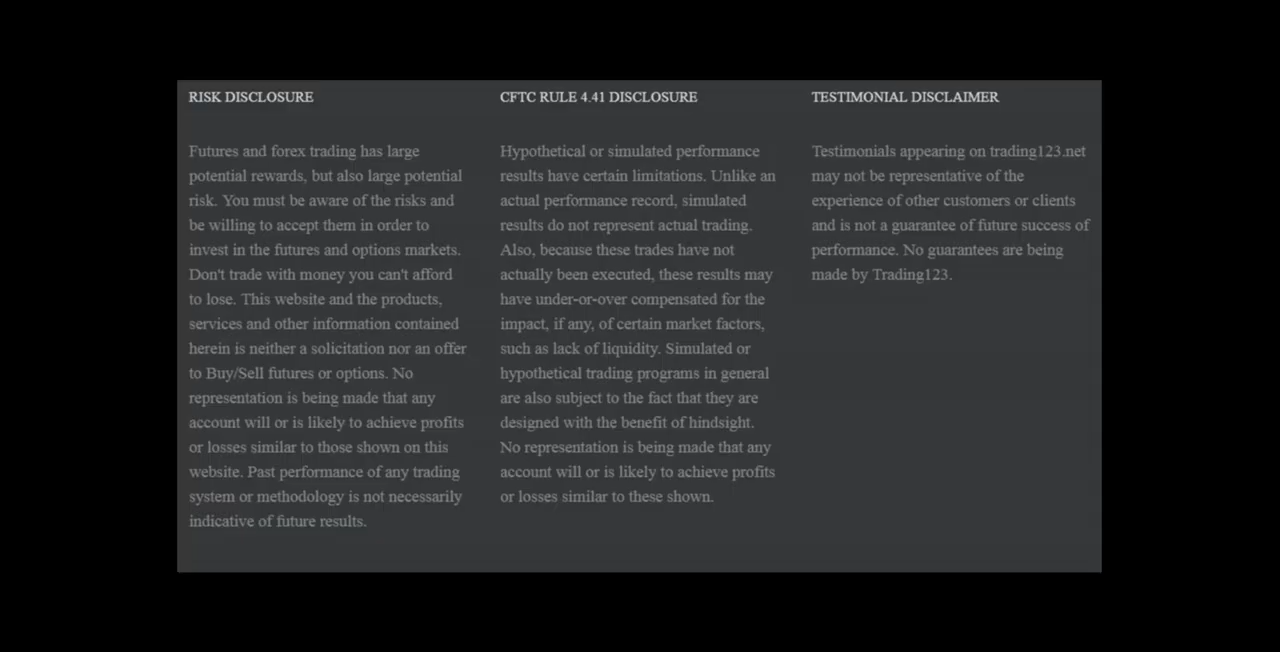 RISK DISCLOSURE
Futures and forex trading has large
potential rewards, but also large potential
risk. You must be aware of the risks and
be willing to accept them in order to
invest in the futures and options markets.
Don't trade with money you can't afford
to lose. This website and the products,
services and other information contained
herein is neither a solicitation nor an offer
to Buy/Sell futures or options. No
representation is being made that any
account will or is likely to achieve profits
or losses similar to those shown on this
website. Past performance of any trading
system or methodology is not necessarily
indicative of future results.
CFTC RULE 4.41 DISCLOSURE
Hypothetical or simulated performance
results have certain limitations. Unlike an
actual performance record, simulated
results do not represent actual trading.
Also, because these trades have not
actually been executed, these results may
have under-or-over compensated for the
impact, if any, of certain market factors,
such as lack of liquidity. Simulated or
hypothetical trading programs in general
are also subject to the fact that they are
designed with the benefit of hindsight.
No representation is being made that any
account will or is likely to achieve profits
or losses similar to these shown.
TESTIMONIAL DISCLAIMER
Testimonials appearing on trading123.net
may not be representative of the
experience of other customers or clients
and is not a guarantee of future success of
performance. No guarantees are being
made by Trading123.